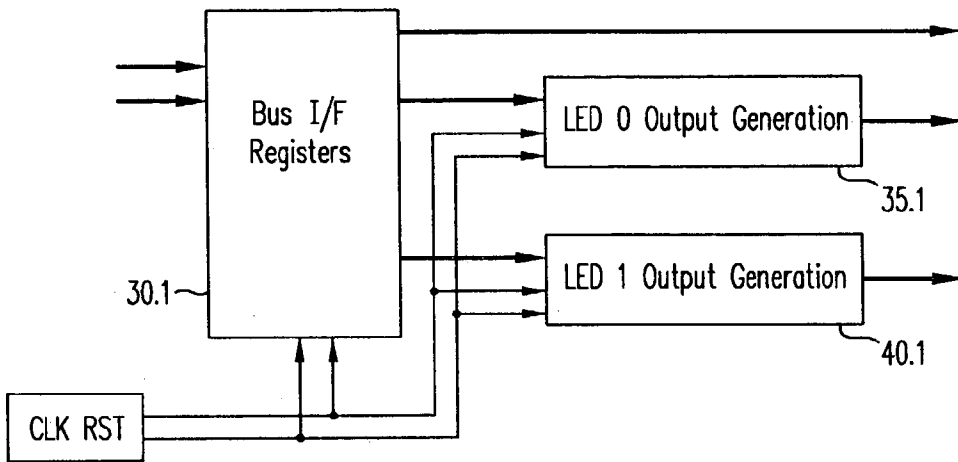 Bus I/F
Registers
LED 0 Output Generation
35.1
LED 1 Output Generation
30.1
40.1
CLK RST